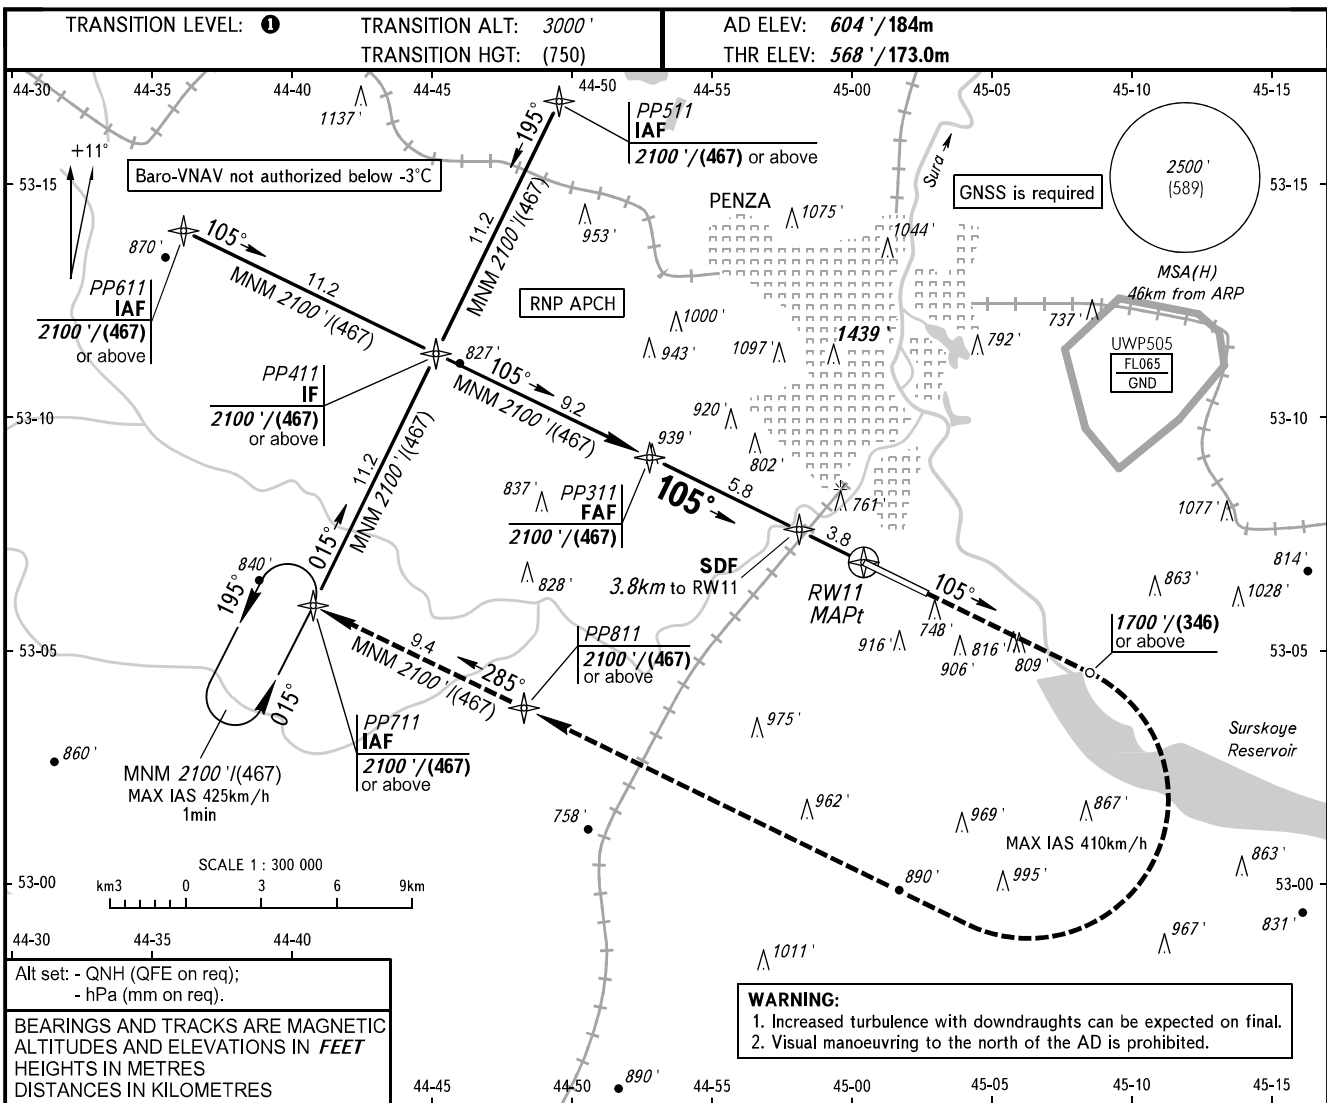 TRANSITION LEVEL: ❶ TRANSITION ALT: 3000 ' AD ELEV: 604 ' / 184m
TRANSITION HGT: (750) THR ELEV: 568 ' / 173.0m
44-30 44-35 44-40 44-45 44-50 44-55 45-00 45-05 45-10 45-15
1137 '
PP511
IAF
2100 '/(467) or above
195°
+11°
Baro-VNAV not authorized below -3°C
53-15
Sura
GNSS is required
2500 '
(589)
53-15
MSA(H)
46km from ARP
PENZA
1075 '
1044 '
953 '
11.2
MNM 2100 '/(467)
870 '
105°
11.2
MNM 2100 '/(467)
PP611
IAF
2100 '/(467)
or above
RNP APCH
1000 '
943 '
1097 '
1439 '
792 '
737 '
UWP505
FL065
GND
827 '
105°
9.2
MNM 2100 '/(467)
PP411
IF
2100 '/(467)
or above
53-10
53-10
920 '
939 '
802 '
11.2
MNM 2100 '/(467)
837 '
PP311
FAF
2100 '/(467)
105°
5.8
761 '
1077 '
3.8
SDF
3.8km to RW11
RW11
MAPt
105°
814 '
863 '
1028 '
840 '
828 '
195°
015°
015°
748 '
916 '
906 '
816 '
809 '
1700 '/(346)
or above
53-05
53-05
9.4
MNM 2100 '/(467)
285°
PP811
2100 '/(467)
or above
PP711
IAF
2100 '/(467)
or above
975 '
Surskoye
Reservoir
860 '
MNM 2100 '/(467)
MAX IAS 425km/h
1min
758 '
962 '
969 '
867 '
MAX IAS 410km/h
863 '
SCALE 1 : 300 000
km3 0 3 6 9km
53-00
890 '
995 '
53-00
831 '
967 '
1011 '
44-30 44-35 44-40
Alt set: - QNH (QFE on req);
- hPa (mm on req).
BEARINGS AND TRACKS ARE MAGNETIC
ALTITUDES AND ELEVATIONS IN FEET
HEIGHTS IN METRES
DISTANCES IN KILOMETRES
WARNING:
1. Increased turbulence with downdraughts can be expected on final.
2. Visual manoeuvring to the north of the AD is prohibited.
890 '
44-45 44-50 44-55 45-00 45-05 45-10 45-15